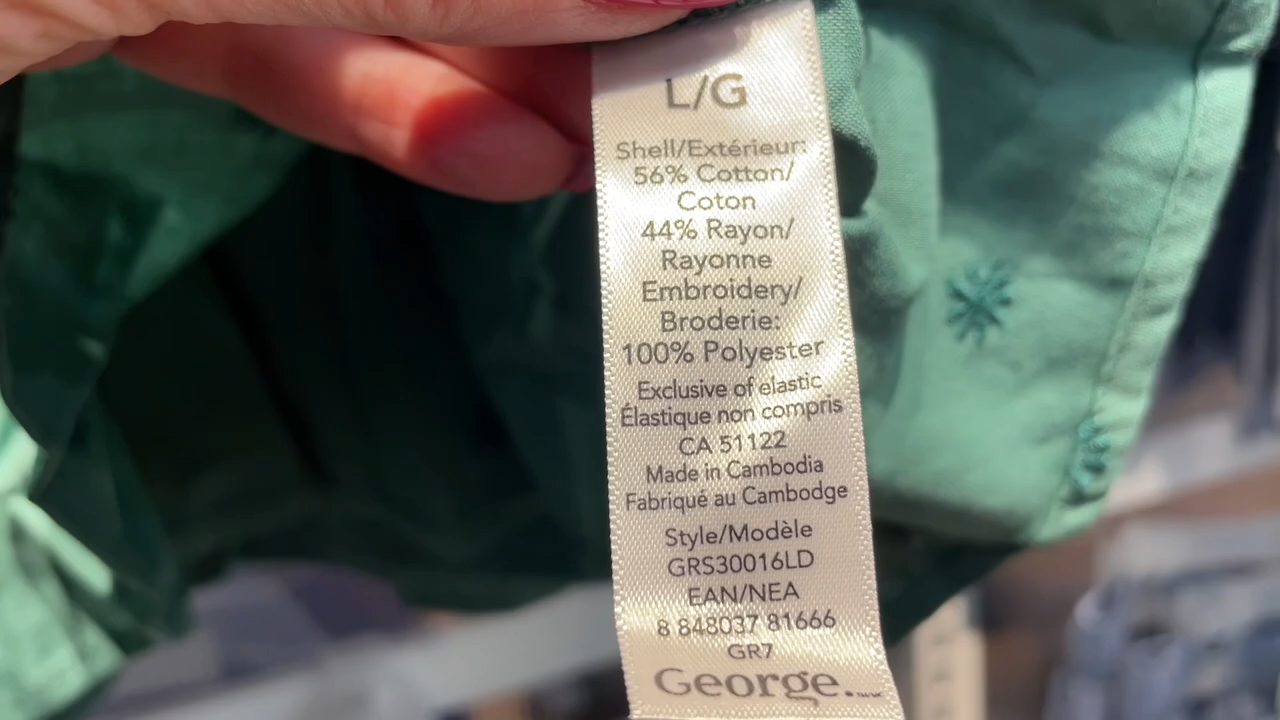 L/G
Shell/Extérieur:
56% Cotton/
Coton
44% Rayon/
Rayonne
Embroidery/
Broderie:
100% Polyester
Exclusive of elastic
Élastique non compris
CA 51122
Made in Cambodia
Fabriqué au Cambodge
Style/Modèle
GRS30016LD
EAN/NEA
8 848037 81666
GR7
George.